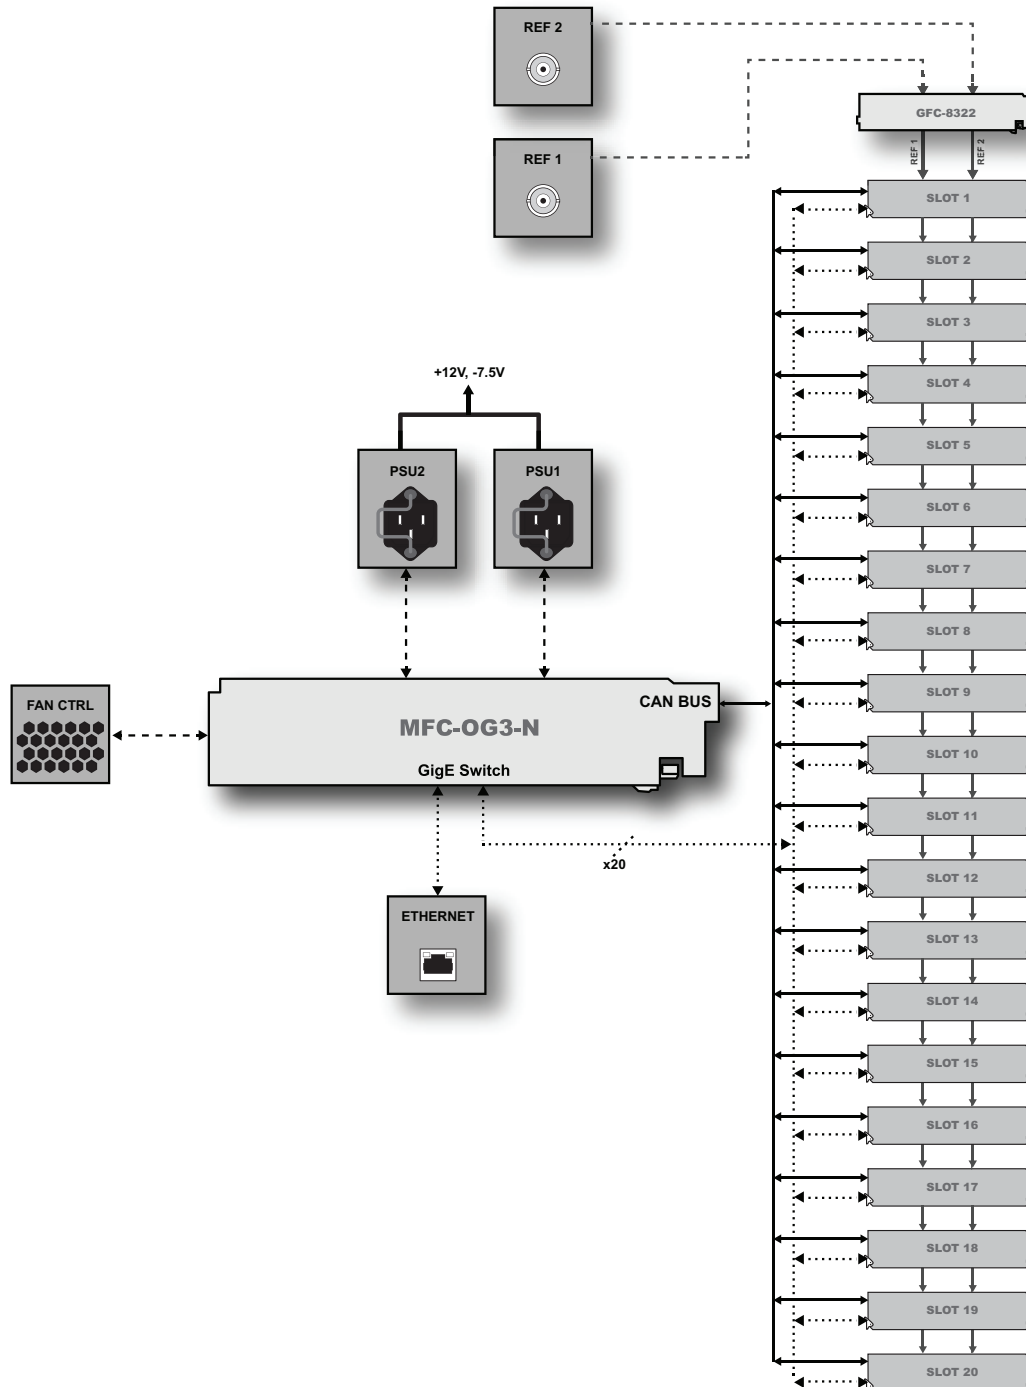 REF 2
GFC-8322
REF 1
REF 2
REF 1
SLOT 1
SLOT 2
SLOT 3
+12V, -7.5V
SLOT 4
SLOT 5
PSU2
PSU1
SLOT 6
SLOT 7
SLOT 8
SLOT 9
FAN CTRL
CAN BUS
MFC-OG3-N
GigE Switch
SLOT 10
SLOT 11
x20
SLOT 12
ETHERNET
SLOT 13
SLOT 14
SLOT 15
SLOT 16
SLOT 17
SLOT 18
SLOT 19
SLOT 20